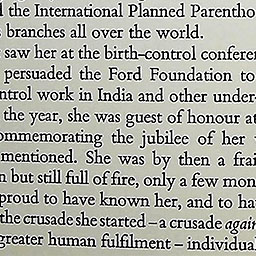 the International Planned Parentho
branches all over the world.
saw her at the birth-control conferen
persuaded the Ford Foundation to
ntrol work in India and other under-
the year, she was guest of honour at
ommemorating the jubilee of her
mentioned. She was by then a frai
n but still full of fire, only a few mon
proud to have known her, and to ha
the crusade she started – a crusade again
greater human fulfilment – individual